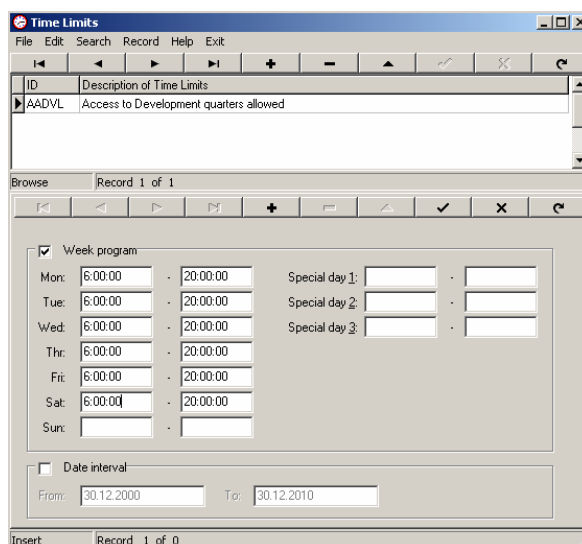 Time Limits
File Edit Search Record Help Exit
ID Description of Time Limits
AADVL Access to Development quarters allowed
Browse Record 1 of 1
Week program
Mon: 6:00:00 - 20:00:00 Special day 1: -
Tue: 6:00:00 - 20:00:00 Special day 2: -
Wed: 6:00:00 - 20:00:00 Special day 3: -
Thr: 6:00:00 - 20:00:00
Fri: 6:00:00 - 20:00:00
Sat: 6:00:00 - 20:00:00
Sun: -
Date interval
From: 30.12.2000 To: 30.12.2010
Insert Record 1 of 0